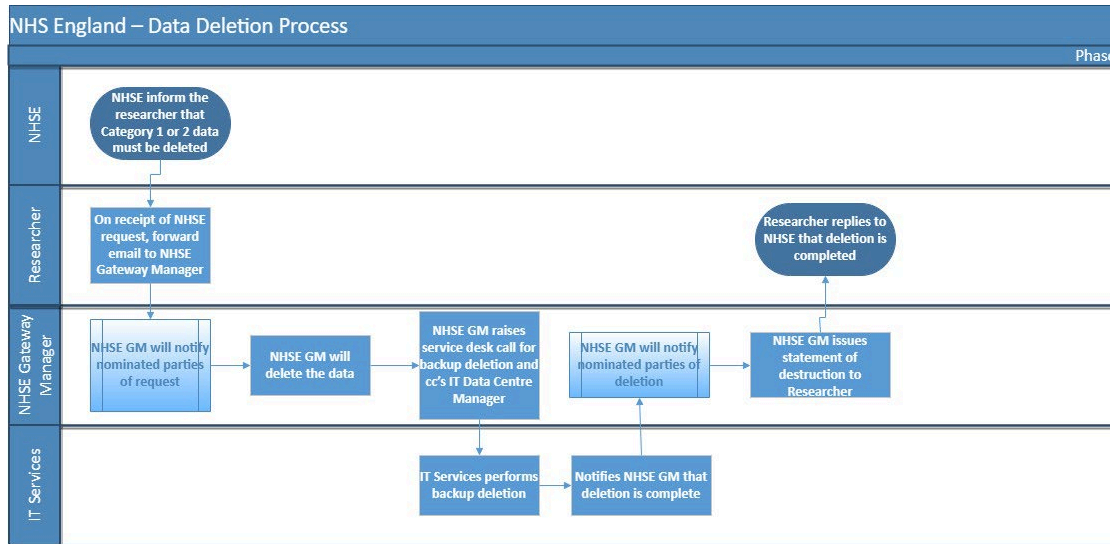 NHS England – Data Deletion Process
Phase
NHSE
NHSE inform the
researcher that
Category 1 or 2 data
must be deleted
Researcher
On receipt of NHSE
request, forward
email to NHSE
Gateway Manager
Researcher replies to
NHSE that deletion is
completed
NHSE Gateway
Manager
NHSE GM will notify
nominated parties
of request
NHSE GM will
delete the data
NHSE GM raises
service desk call for
backup deletion and
cc's IT Data Centre
Manager
NHSE GM will notify
nominated parties of
deletion
NHSE GM issues
statement of
destruction to
Researcher
IT Services
IT Services performs
backup deletion
Notifies NHSE GM that
deletion is complete